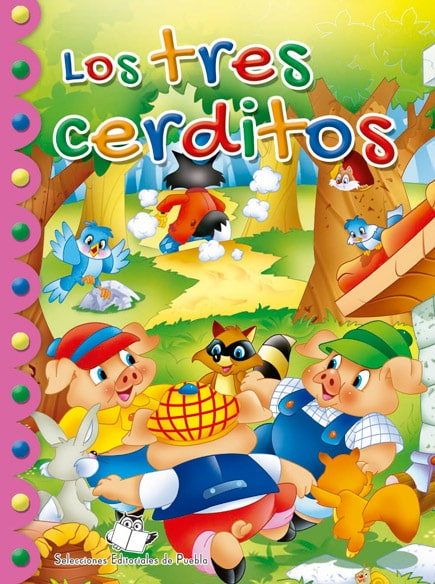 Los tres
cerditos
Selecciones Editoriales de Puebla